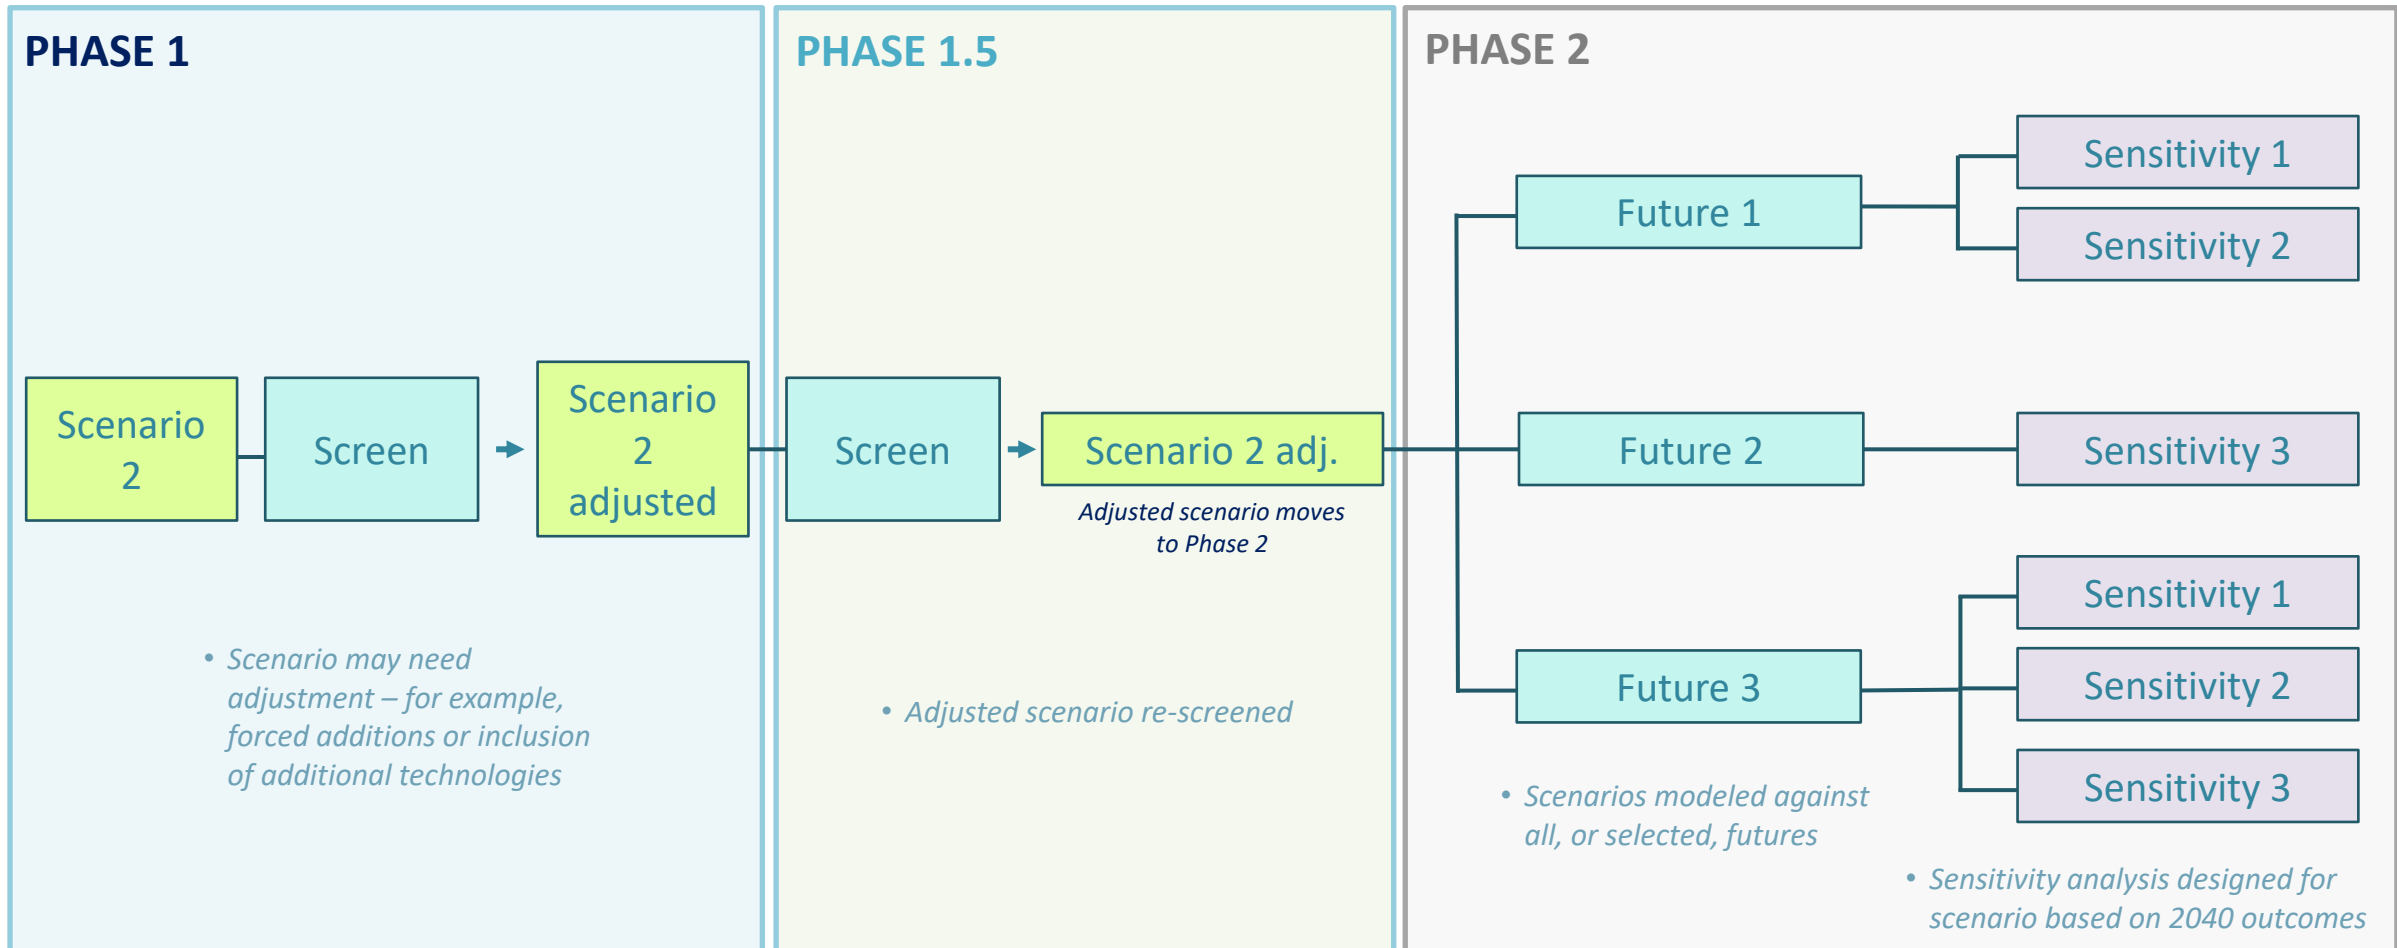 PHASE 1
Scenario
2
Screen
Scenario
2
adjusted
• Scenario may need
adjustment – for example,
forced additions or inclusion
of additional technologies
PHASE 1.5
Screen
Scenario 2 adj.
Adjusted scenario moves
to Phase 2
• Adjusted scenario re-screened
PHASE 2
Future 1
Sensitivity 1
Sensitivity 2
Future 2
Sensitivity 3
Future 3
Sensitivity 1
Sensitivity 2
Sensitivity 3
• Scenarios modeled against
all, or selected, futures
• Sensitivity analysis designed for
scenario based on 2040 outcomes